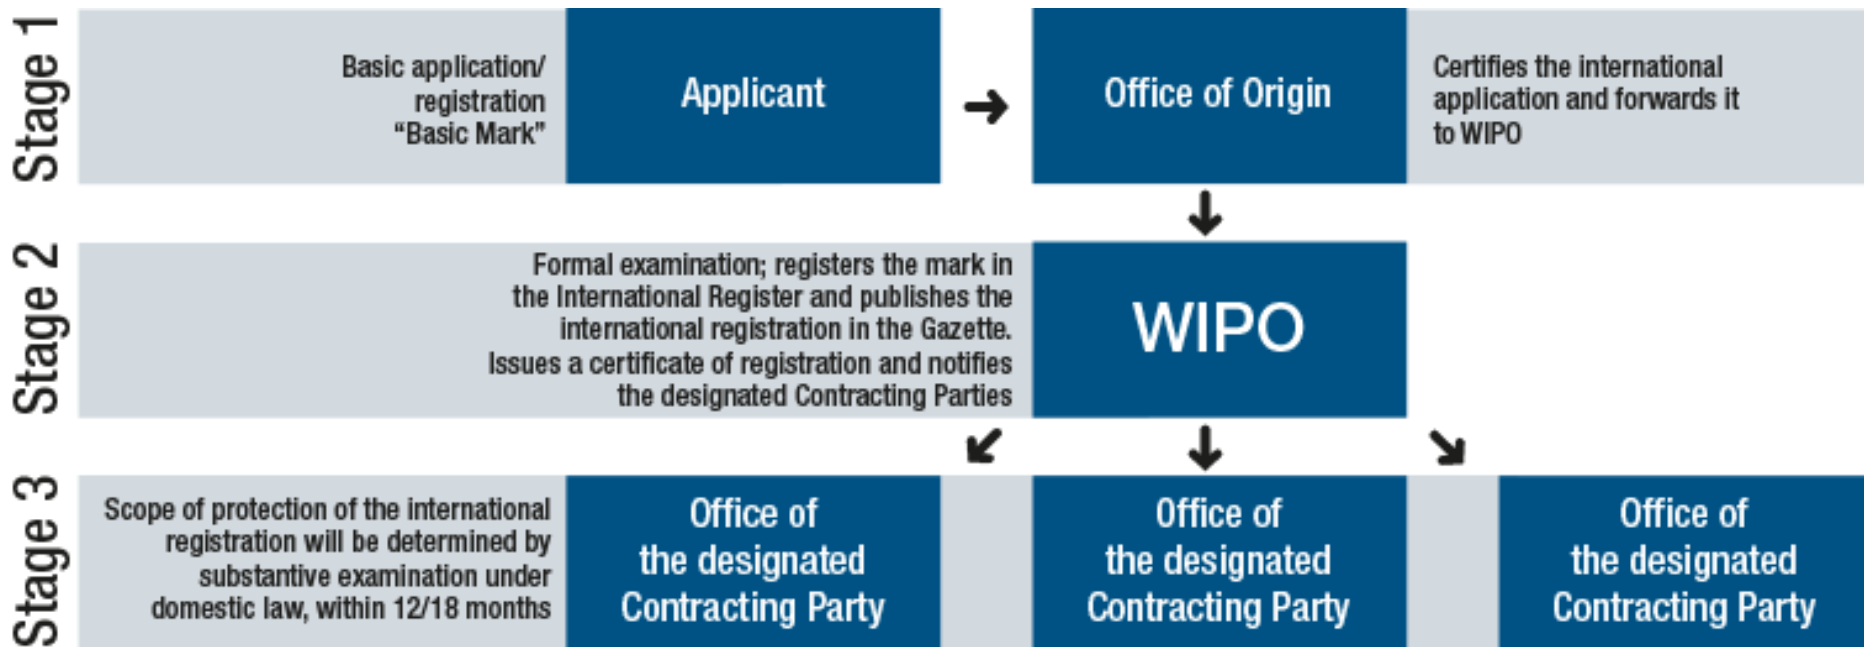 Stage 1
Basic application/
registration
“Basic Mark”
Applicant
Office of Origin
Certifies the international
application and forwards it
to WIPO
Stage 2
Formal examination; registers the mark in
the International Register and publishes the
international registration in the Gazette.
Issues a certificate of registration and notifies
the designated Contracting Parties
WIPO
Stage 3
Scope of protection of the international
registration will be determined by
substantive examination under
domestic law, within 12/18 months
Office of
the designated
Contracting Party
Office of
the designated
Contracting Party
Office of
the designated
Contracting Party